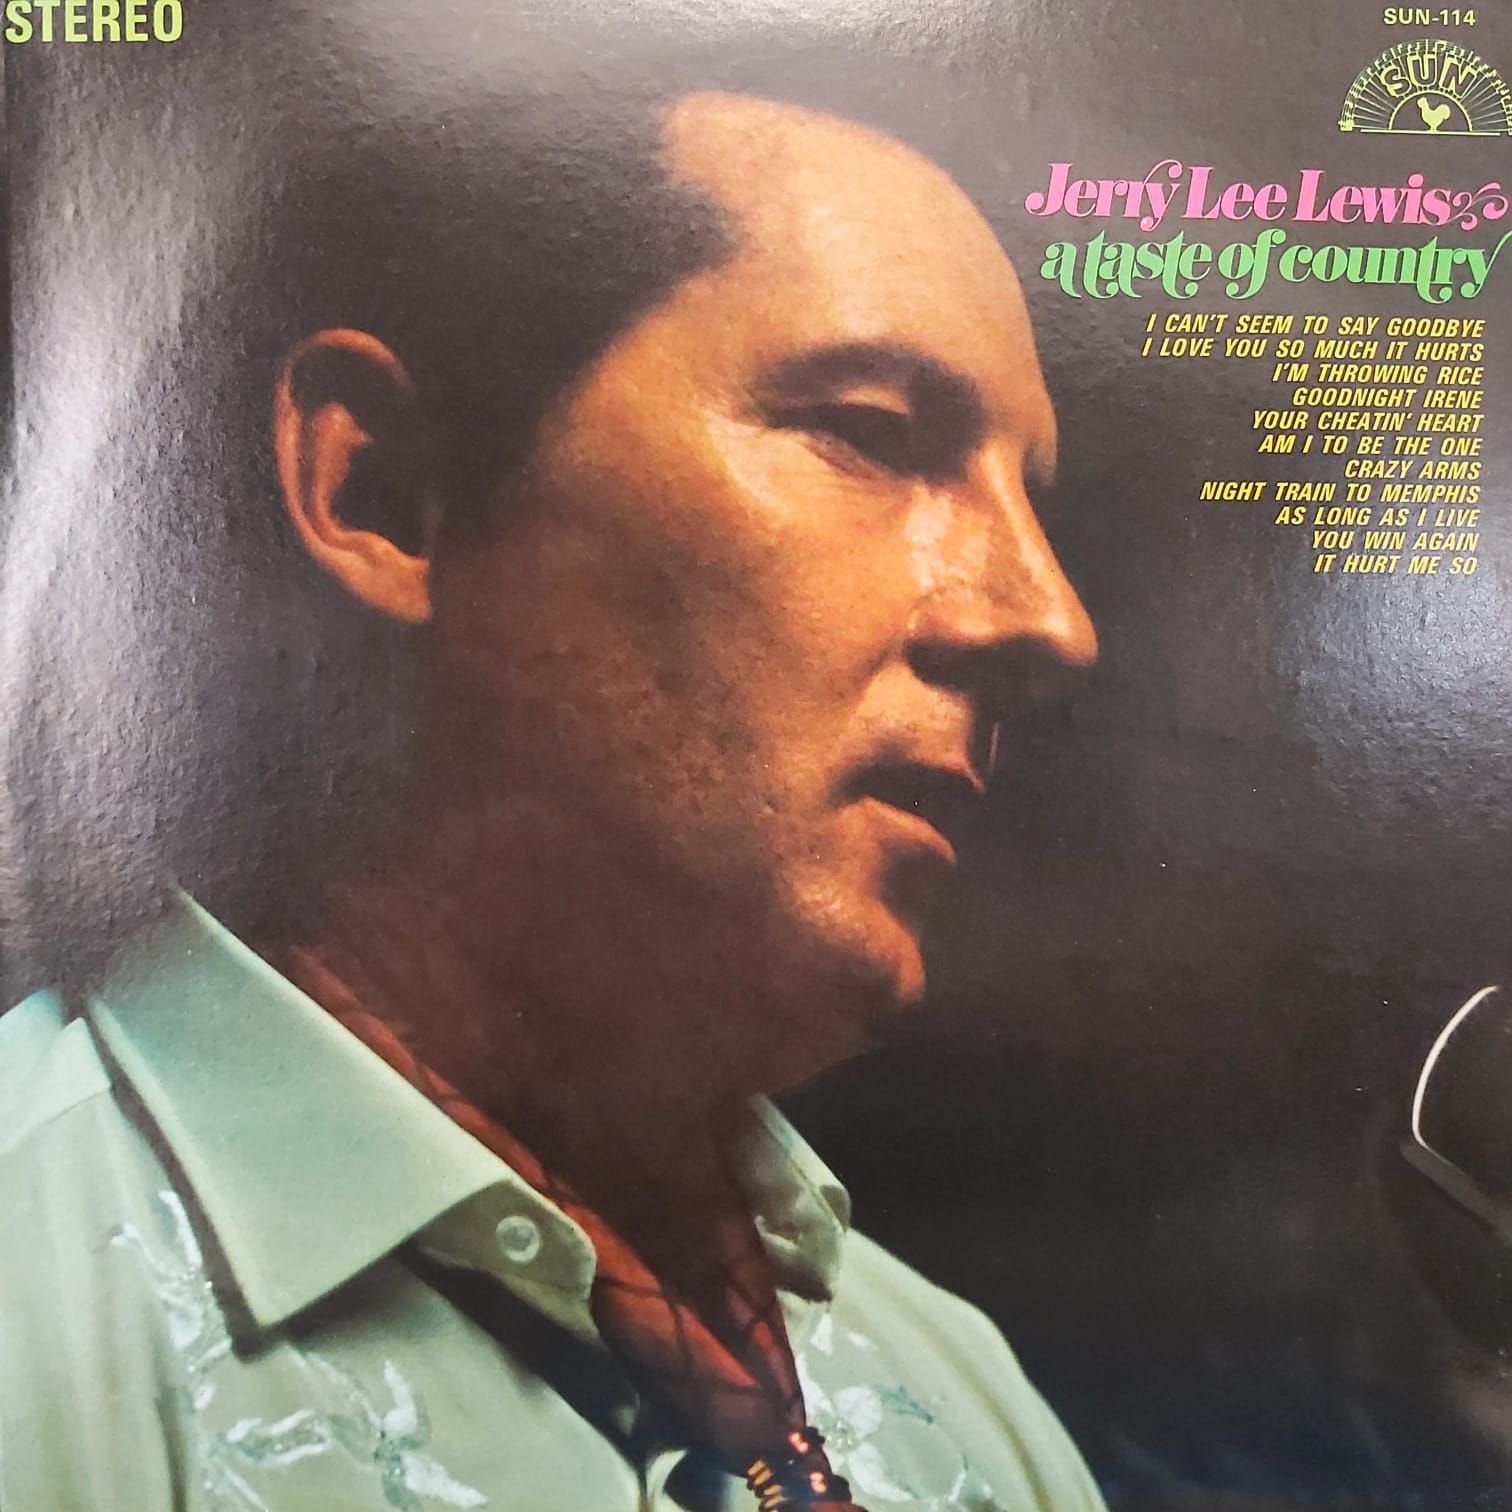 STEREO
SUN-114
SUN
Jerry Lee Lewis
a taste of country
I CAN'T SEEM TO SAY GOODBYE
I LOVE YOU SO MUCH IT HURTS
I'M THROWING RICE
GOODNIGHT IRENE
YOUR CHEATIN' HEART
AM I TO BE THE ONE
CRAZY ARMS
NIGHT TRAIN TO MEMPHIS
AS LONG AS I LIVE
YOU WIN AGAIN
IT HURT ME SO